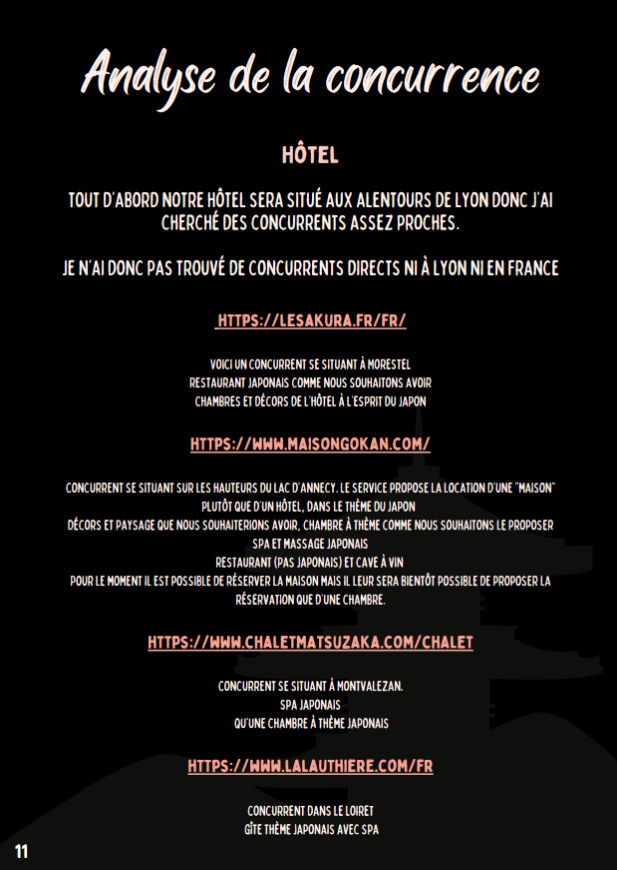 Analyse de la concurrence
HÔTEL
TOUT D'ABORD NOTRE HÔTEL SERA SITUÉ AUX ALENTOURS DE LYON DONC J'AI
CHERCHÉ DES CONCURRENTS ASSEZ PROCHES.
JE N'AI DONC PAS TROUVÉ DE CONCURRENTS DIRECTS NI À LYON NI EN FRANCE
HTTPS://LESAKURA.FR/FR/
VOICI UN CONCURRENT SE SITUANT À MORESTEL
RESTAURANT JAPONAIS COMME NOUS SOUHAITONS AVOIR
CHAMBRES ET DÉCORS DE L'HÔTEL À L'ESPRIT DU JAPON
HTTPS://WWW.MAISONGOKAN.COM/
CONCURRENT SE SITUANT SUR LES HAUTEURS DU LAC D'ANNECY. LE SERVICE PROPOSE LA LOCATION D'UNE "MAISON"
PLUTÔT QUE D'UN HÔTEL, DANS LE THÈME DU JAPON
DÉCORS ET PAYSAGE QUE NOUS SOUHAITERIONS AVOIR, CHAMBRE À THÈME COMME NOUS SOUHAITONS LE PROPOSER
SPA ET MASSAGE JAPONAIS
RESTAURANT (PAS JAPONAIS) ET CAVE À VIN
POUR LE MOMENT IL EST POSSIBLE DE RÉSERVER LA MAISON MAIS IL LEUR SERA BIENTÔT POSSIBLE DE PROPOSER LA
RÉSERVATION QUE D'UNE CHAMBRE.
HTTPS://WWW.CHALETMATSUZAKA.COM/CHALET
CONCURRENT SE SITUANT À MONTVALEZAN.
SPA JAPONAIS
QU'UNE CHAMBRE À THÈME JAPONAIS
HTTPS://WWW.LALAUTHIERE.COM/FR
CONCURRENT DANS LE LOIRET
GÎTE THÈME JAPONAIS AVEC SPA
11